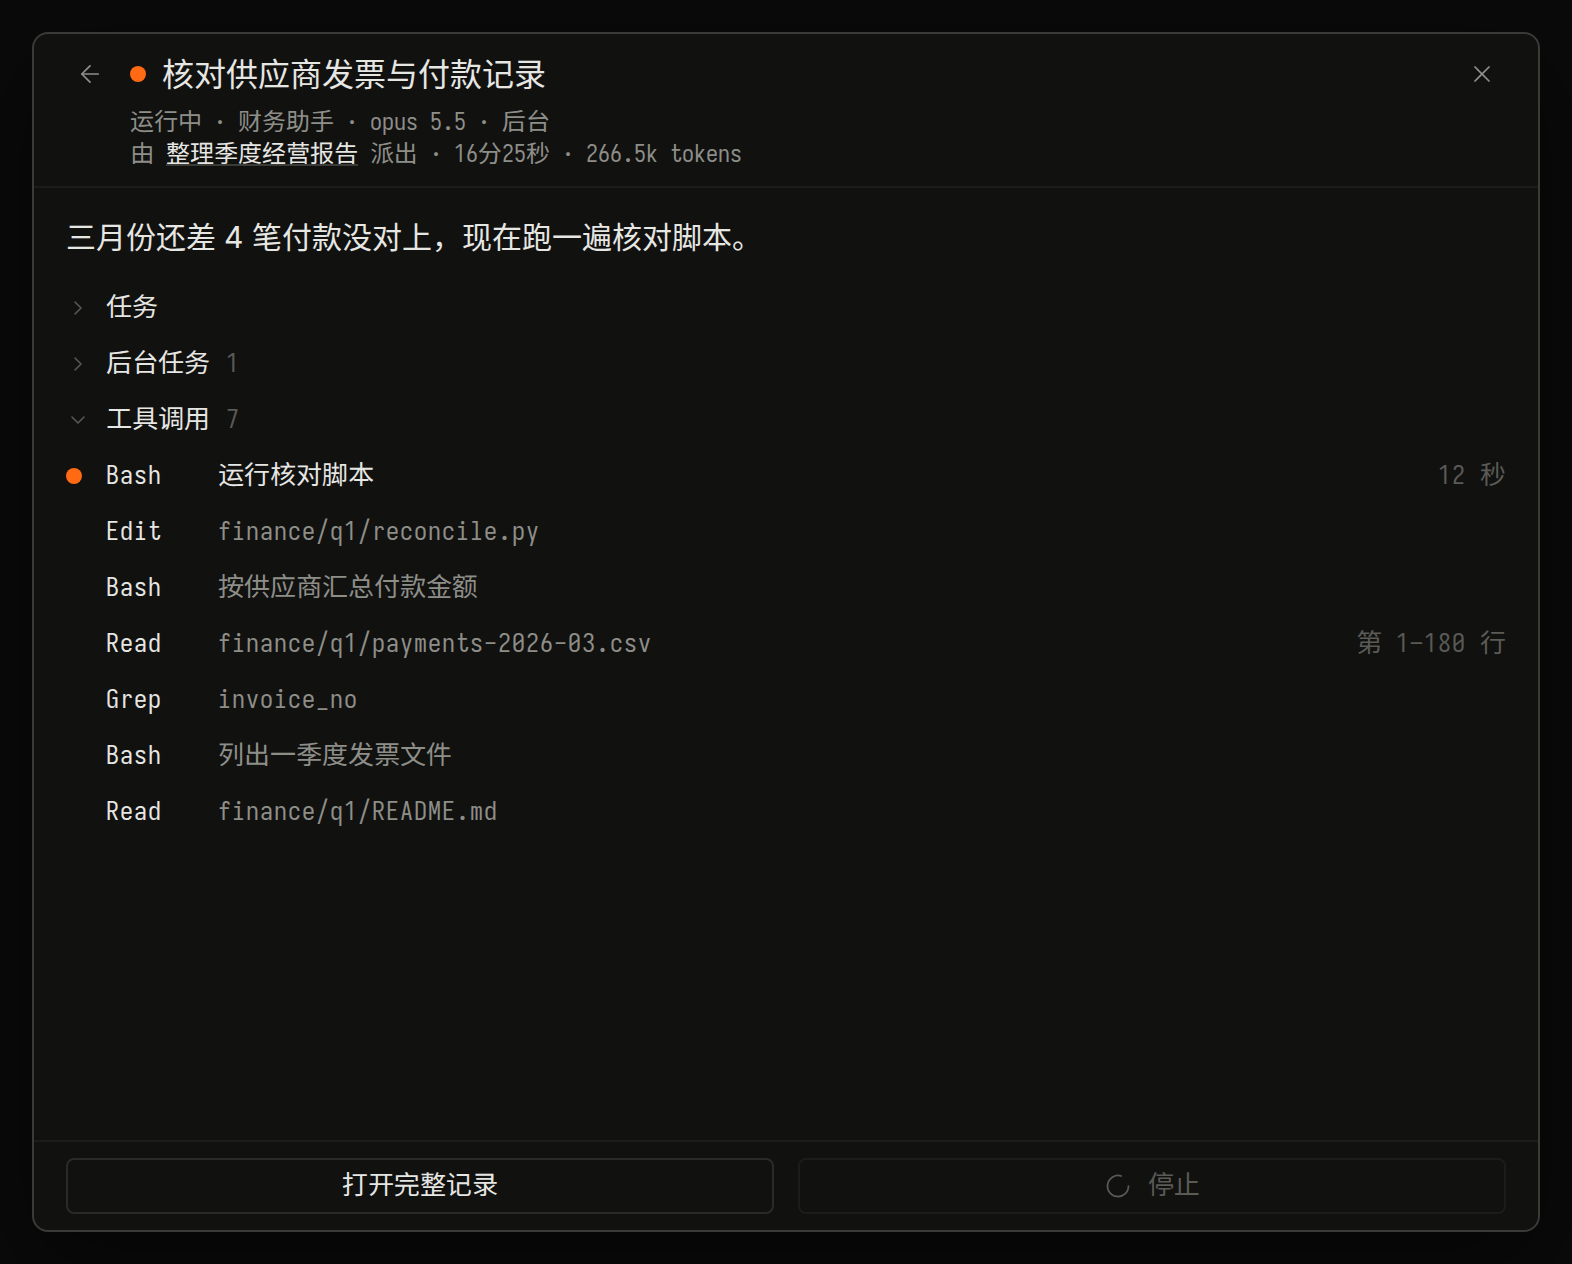 核对供应商发票与付款记录
运行中 · 财务助手 · opus 5.5 · 后台
由 整理季度经营报告 派出 · 16分25秒 · 266.5k tokens
三月份还差 4 笔付款没对上，现在跑一遍核对脚本。
任务
后台任务 1
工具调用 7
Bash 运行核对脚本 12 秒
Edit finance/q1/reconcile.py
Bash 按供应商汇总付款金额
Read finance/q1/payments-2026-03.csv 第 1-180 行
Grep invoice_no
Bash 列出一季度发票文件
Read finance/q1/README.md
打开完整记录 停止